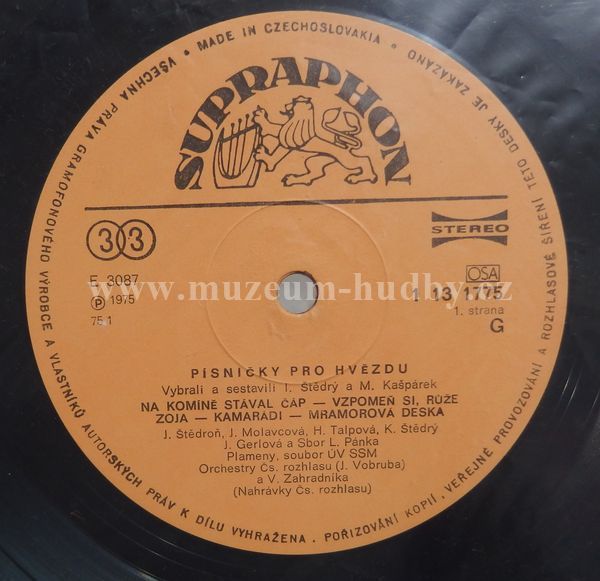 VŠECHNA PRÁVA GRAMOFONOVÉHO VÝROBCE A VLASTNÍKŮ AUTORSKÝCH PRÁV K DÍLU VYHRAŽENA. POŘIZOVÁNÍ KOPIÍ, VEŘEJNÉ PROVOZOVÁNÍ A ROZHLASOVÉ ŠÍŘENÍ TÉTO DESKY JE ZAKÁZÁNO • MADE IN CZECHOSLOVAKIA •
SUPRAPHON
33
STEREO
E 3087
OSA
www.muzeum-hudby.cz
Ⓟ 1975
1 13 1775
75 1
1. strana
G
PÍSNIČKY PRO HVĚZDU
Vybrali a sestavili I. Štědrý a M. Kašpárek
NA KOMÍNĚ STÁVAL ČÁP — VZPOMEŇ SI, RŮŽE
ZOJA — KAMARÁDI — MRAMOROVÁ DESKA
J. Štědroň, J. Molavcová, H. Talpová, K. Štědrý
J. Gerlová a Sbor L. Pánka
Plameny, soubor ÚV SSM
Orchestry Čs. rozhlasu (J. Vobruba)
a V. Zahradníka
(Nahrávky Čs. rozhlasu)